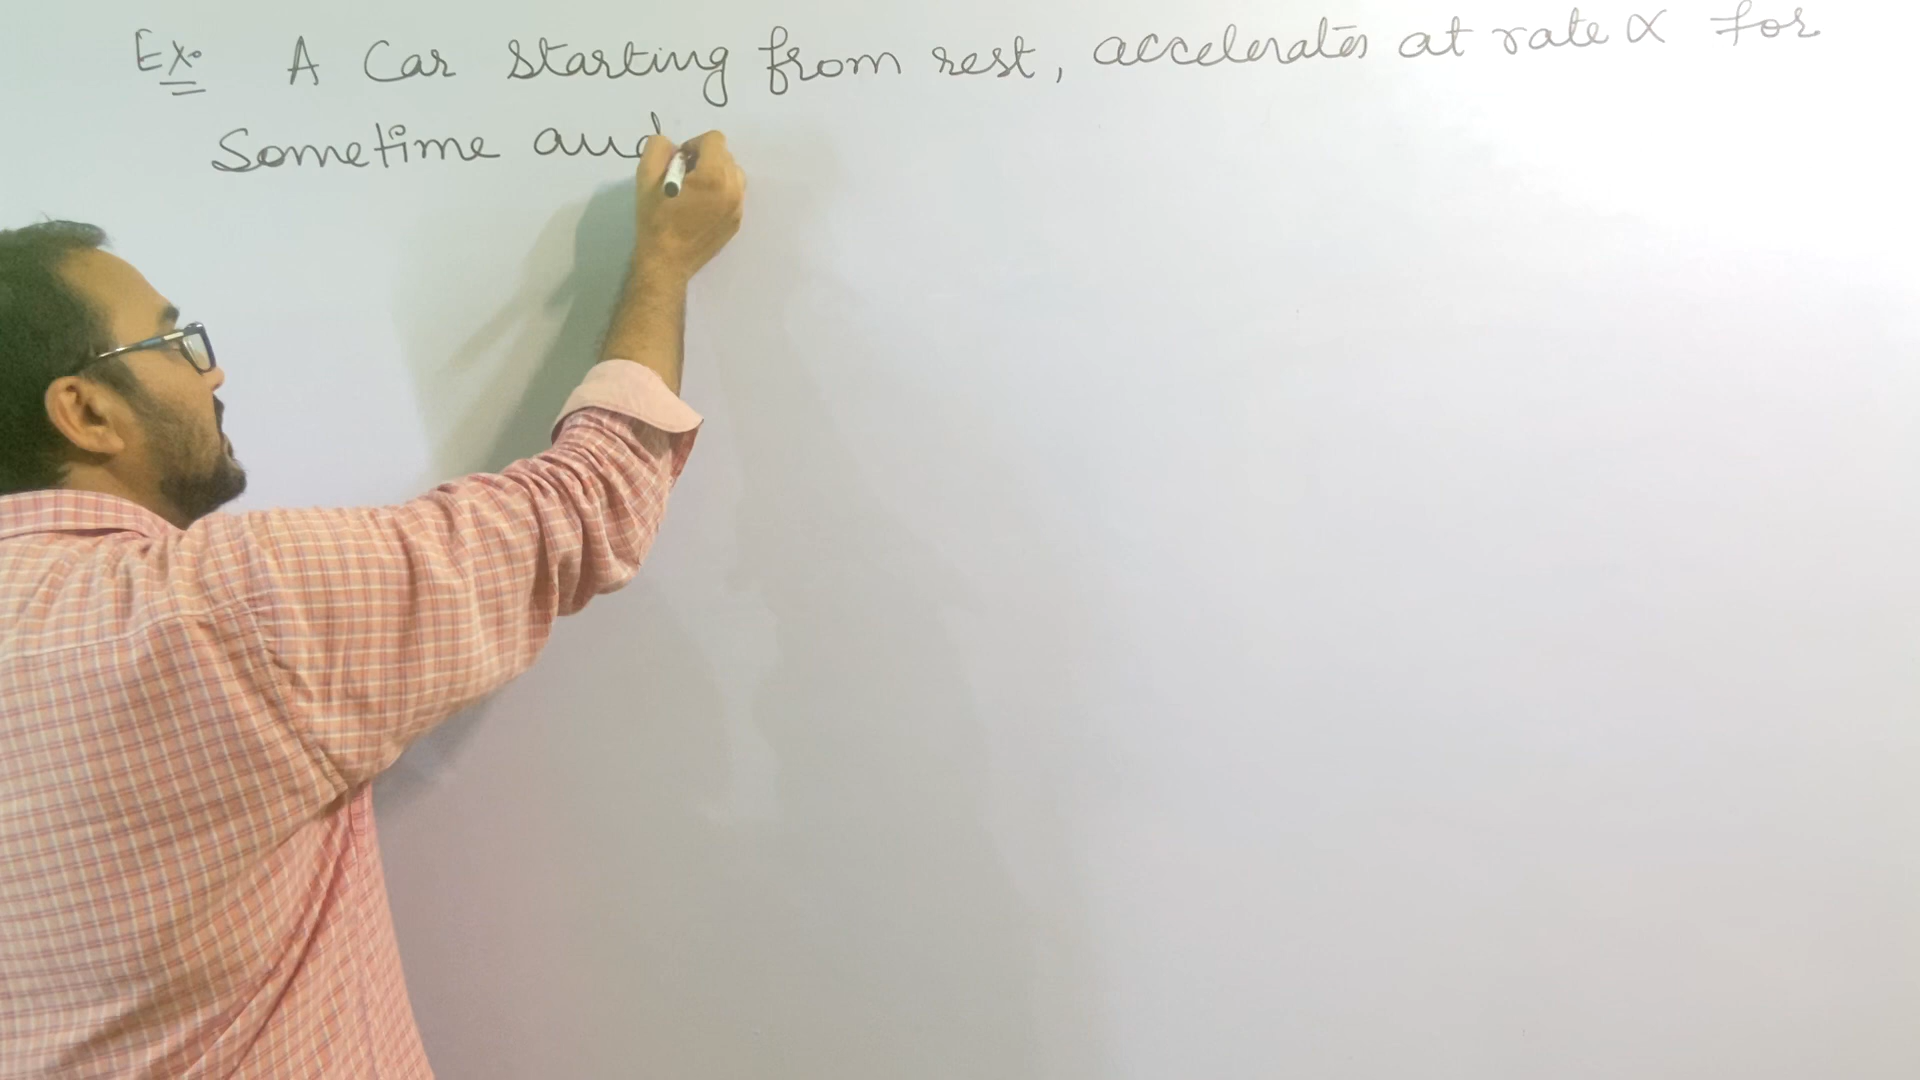 Ex. A Car starting from rest, accelerates at rate α for
Sometime and